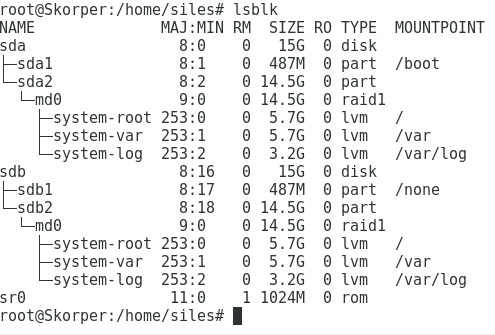 root@Skorper:/home/siles# lsblk
NAME              MAJ:MIN RM  SIZE RO TYPE  MOUNTPOINT
sda                 8:0    0   15G  0 disk
├─sda1              8:1    0  487M  0 part  /boot
└─sda2              8:2    0 14.5G  0 part
  └─md0             9:0    0 14.5G  0 raid1
    ├─system-root 253:0    0  5.7G  0 lvm   /
    ├─system-var  253:1    0  5.7G  0 lvm   /var
    └─system-log  253:2    0  3.2G  0 lvm   /var/log
sdb                 8:16   0   15G  0 disk
├─sdb1              8:17   0  487M  0 part  /none
└─sdb2              8:18   0 14.5G  0 part
  └─md0             9:0    0 14.5G  0 raid1
    ├─system-root 253:0    0  5.7G  0 lvm   /
    ├─system-var  253:1    0  5.7G  0 lvm   /var
    └─system-log  253:2    0  3.2G  0 lvm   /var/log
sr0                11:0    1 1024M  0 rom
root@Skorper:/home/siles#